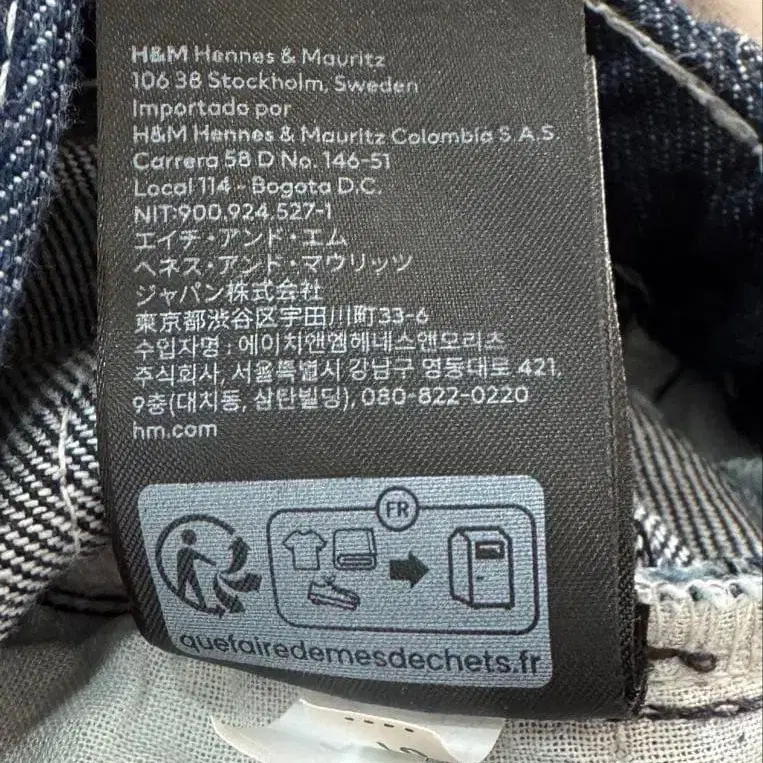 H&M Hennes & Mauritz
106 38 Stockholm, Sweden
Importado por
H&M Hennes & Mauritz Colombia S.A.S.
Carrera 58 D No. 146-51
Local 114 - Bogota D.C.
NIT:900.924.527-1
エイチ・アンド・エム
ヘネス・アンド・マウリッツ
ジャパン株式会社
東京都渋谷区宇田川町33-6
수입자명 : 에이치앤엠헤네스앤모리츠
주식회사, 서울특별시 강남구 영동대로 421,
9층(대치동, 삼탄빌딩), 080-822-0220
hm.com
FR
quefairedemesdechets.fr